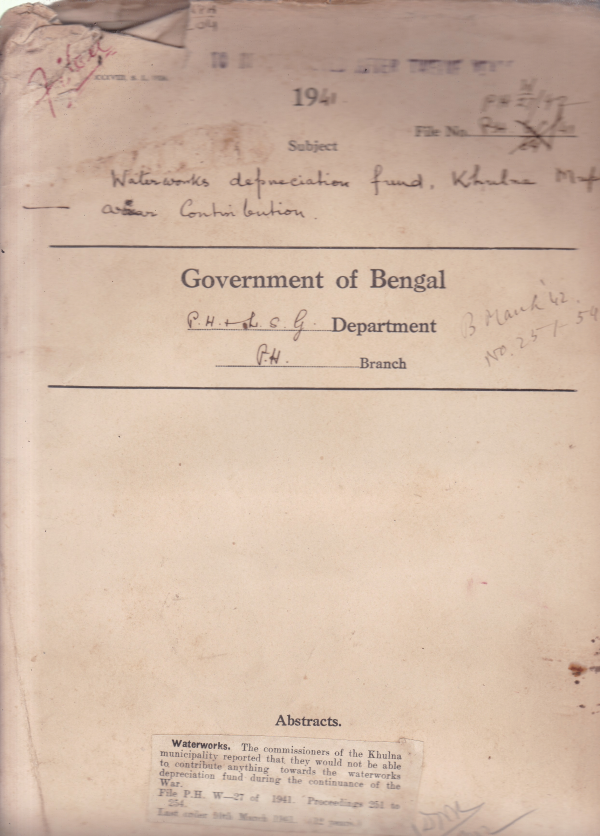 1941
File No.
Subject
Waterworks depreciation fund. Khulna
Contribution.
Government of Bengal
P.H. + L. S. G. Department
P.H. Branch
B March '42.
No. 251- 54
Abstracts.
Waterworks. The commissioners of the Khulna
municipality reported that they would not be able
to contribute anything towards the waterworks
depreciation fund during the continuance of the
War.
File P.H. W—27 of 1941. Proceedings 251 to
254.